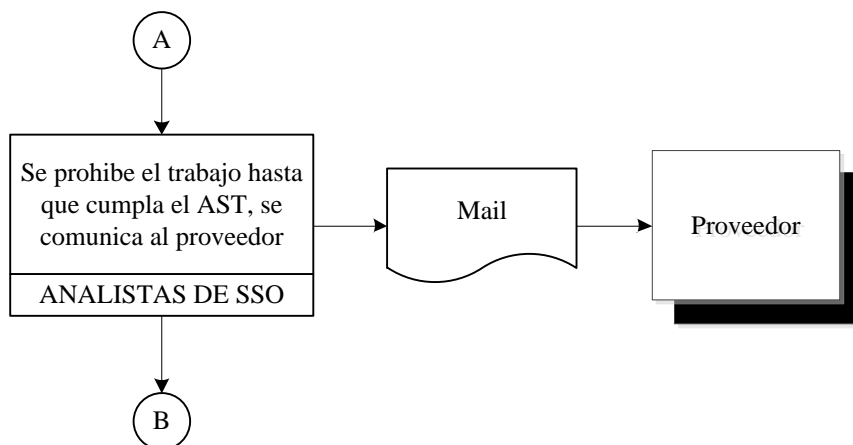 A
Se prohibe el trabajo hasta
que cumpla el AST, se
comunica al proveedor
ANALISTAS DE SSO
Mail
Proveedor
B